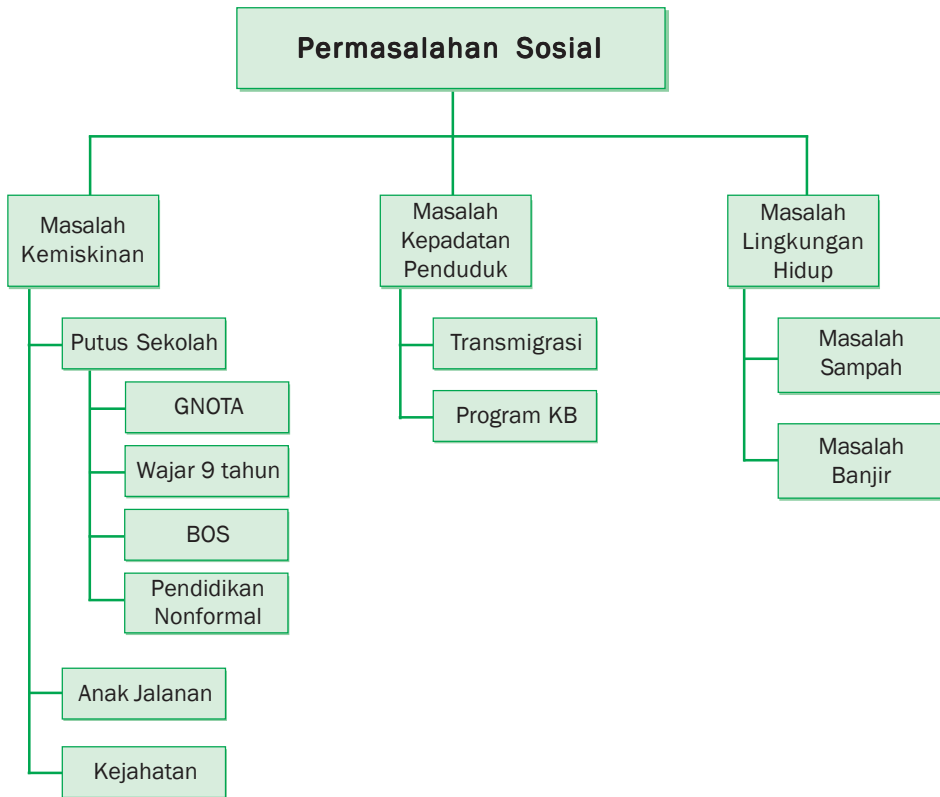 Permasalahan Sosial
Masalah
Kemiskinan
Putus Sekolah
GNOTA
Wajar 9 tahun
BOS
Pendidikan
Nonformal
Anak Jalanan
Kejahatan
Masalah
Kepadatan
Penduduk
Transmigrasi
Program KB
Masalah
Lingkungan
Hidup
Masalah
Sampah
Masalah
Banjir